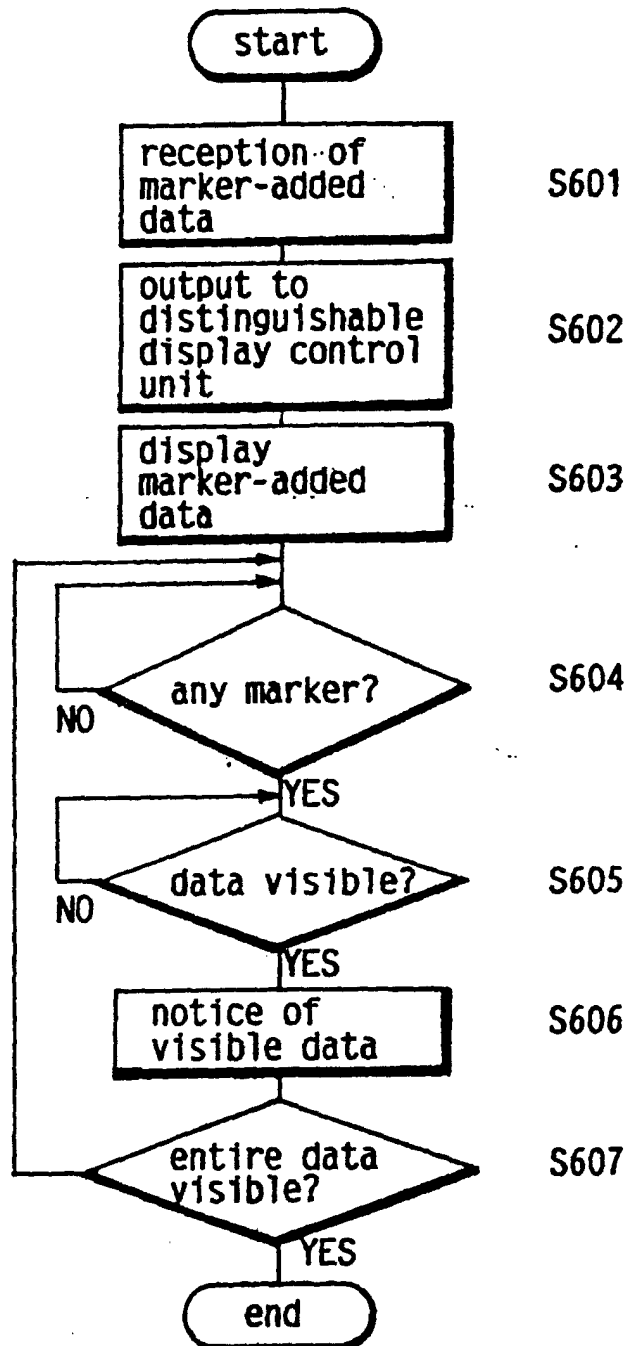 start
reception of
marker-added
data
S601
output to
distinguishable
display control
unit
S602
display
marker-added
data
S603
any marker?
S604
NO
YES
data visible?
S605
NO
YES
notice of
visible data
S606
entire data
visible?
S607
YES
end